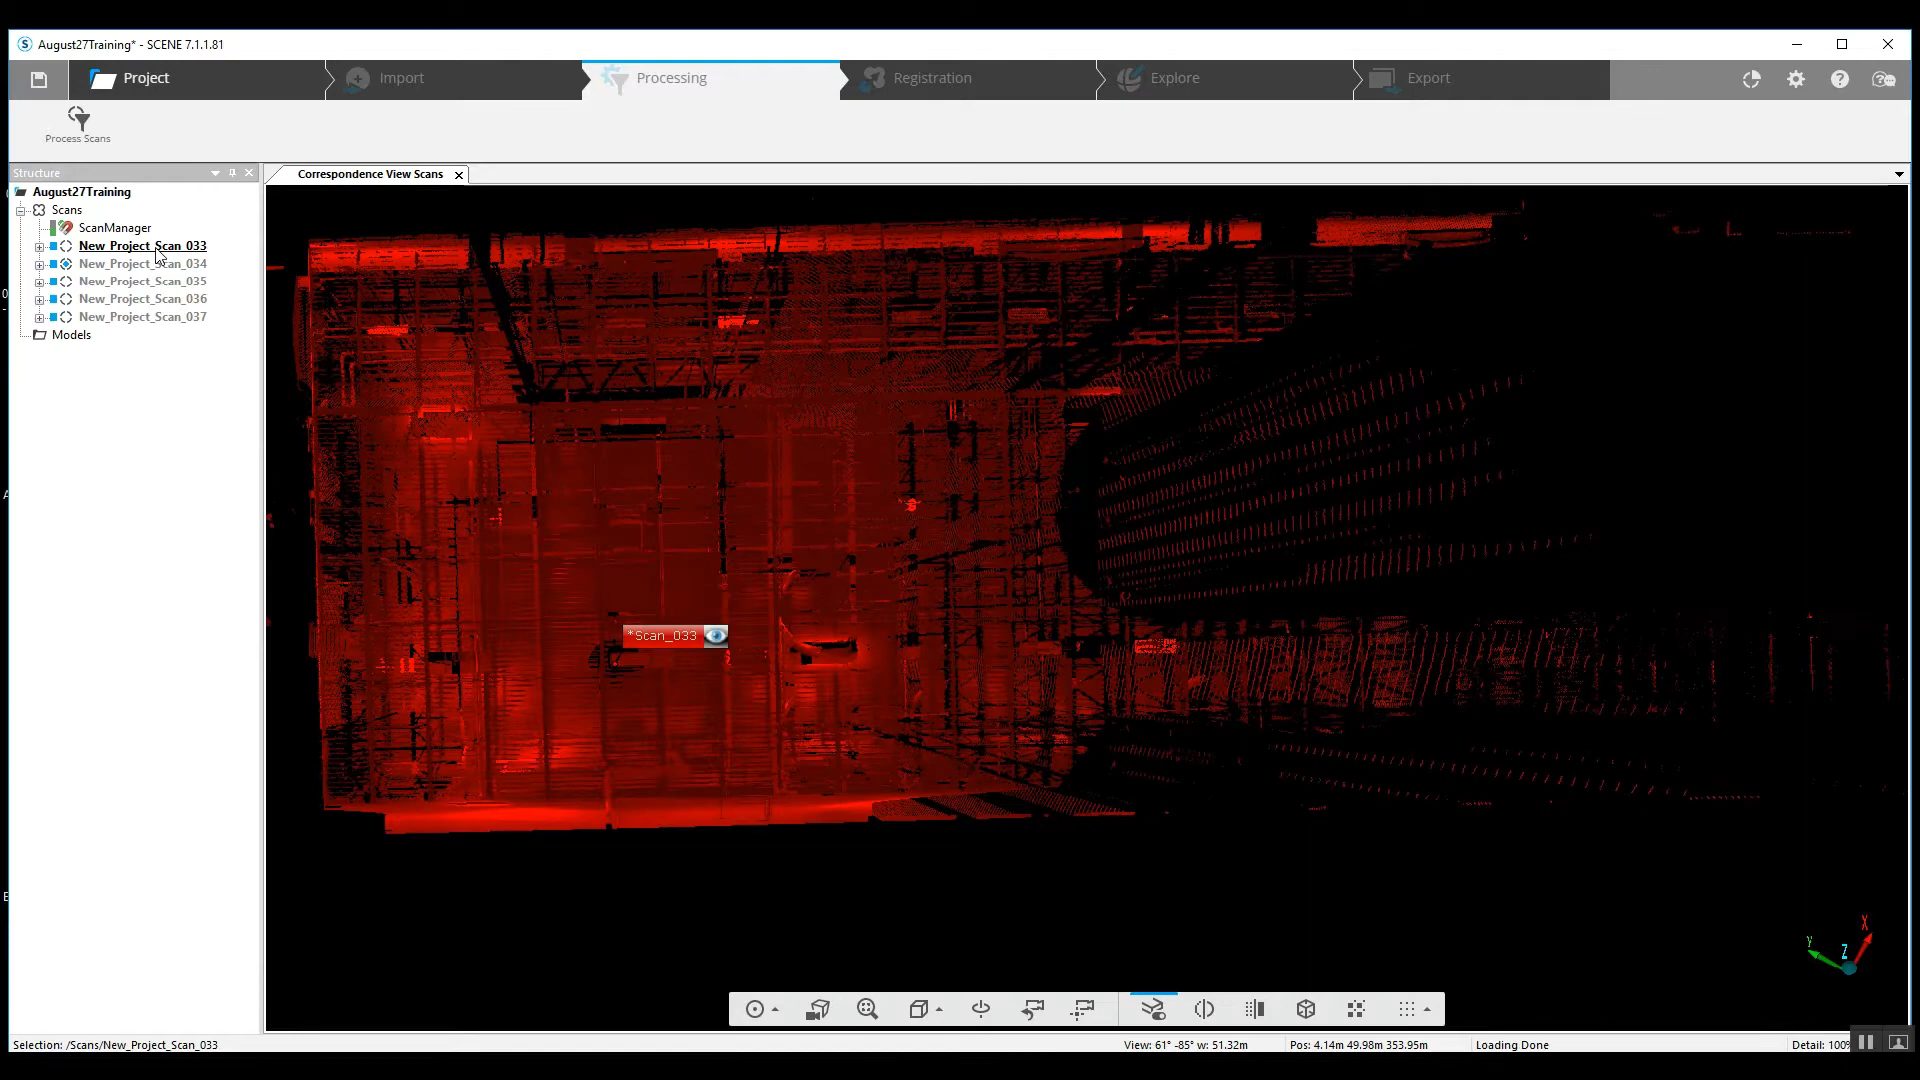 August27Training* - SCENE 7.1.1.81
Project
Import
Processing
Registration
Explore
Export
Process Scans
Structure
Correspondence View Scans
August27Training
Scans
ScanManager
New_Project_Scan_033
New_Project_Scan_034
New_Project_Scan_035
New_Project_Scan_036
New_Project_Scan_037
Models
*Scan_033
X
y
Z
Selection: /Scans/New_Project_Scan_033
View: 61° -85° w: 51.32m
Pos: 4.14m 49.98m 353.95m
Loading Done
Detail: 100%